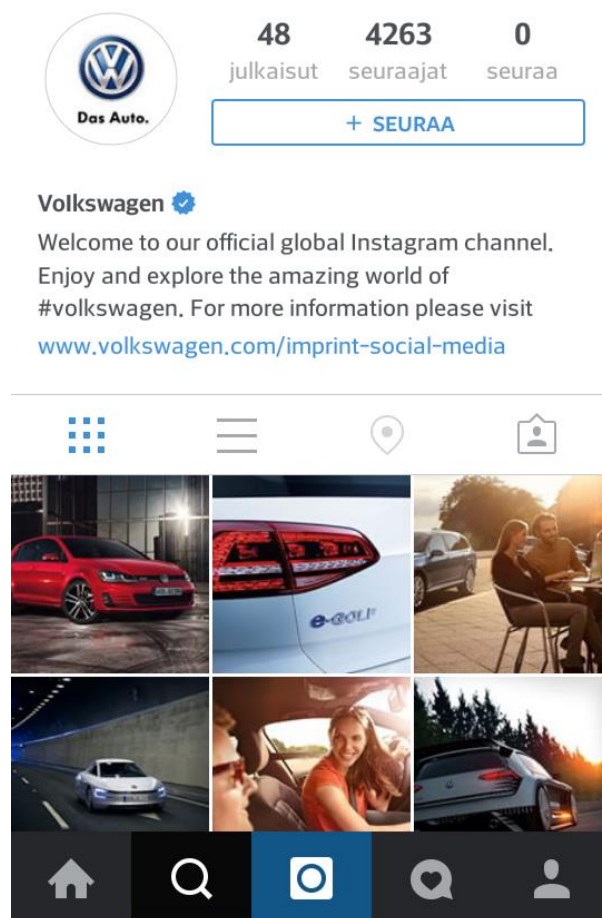 48 4263 0
julkaisut seuraajat seuraa
Das Auto.
+ SEURAA
Volkswagen
Welcome to our official global Instagram channel.
Enjoy and explore the amazing world of
#volkswagen. For more information please visit
www.volkswagen.com/imprint-social-media
e-GOLF